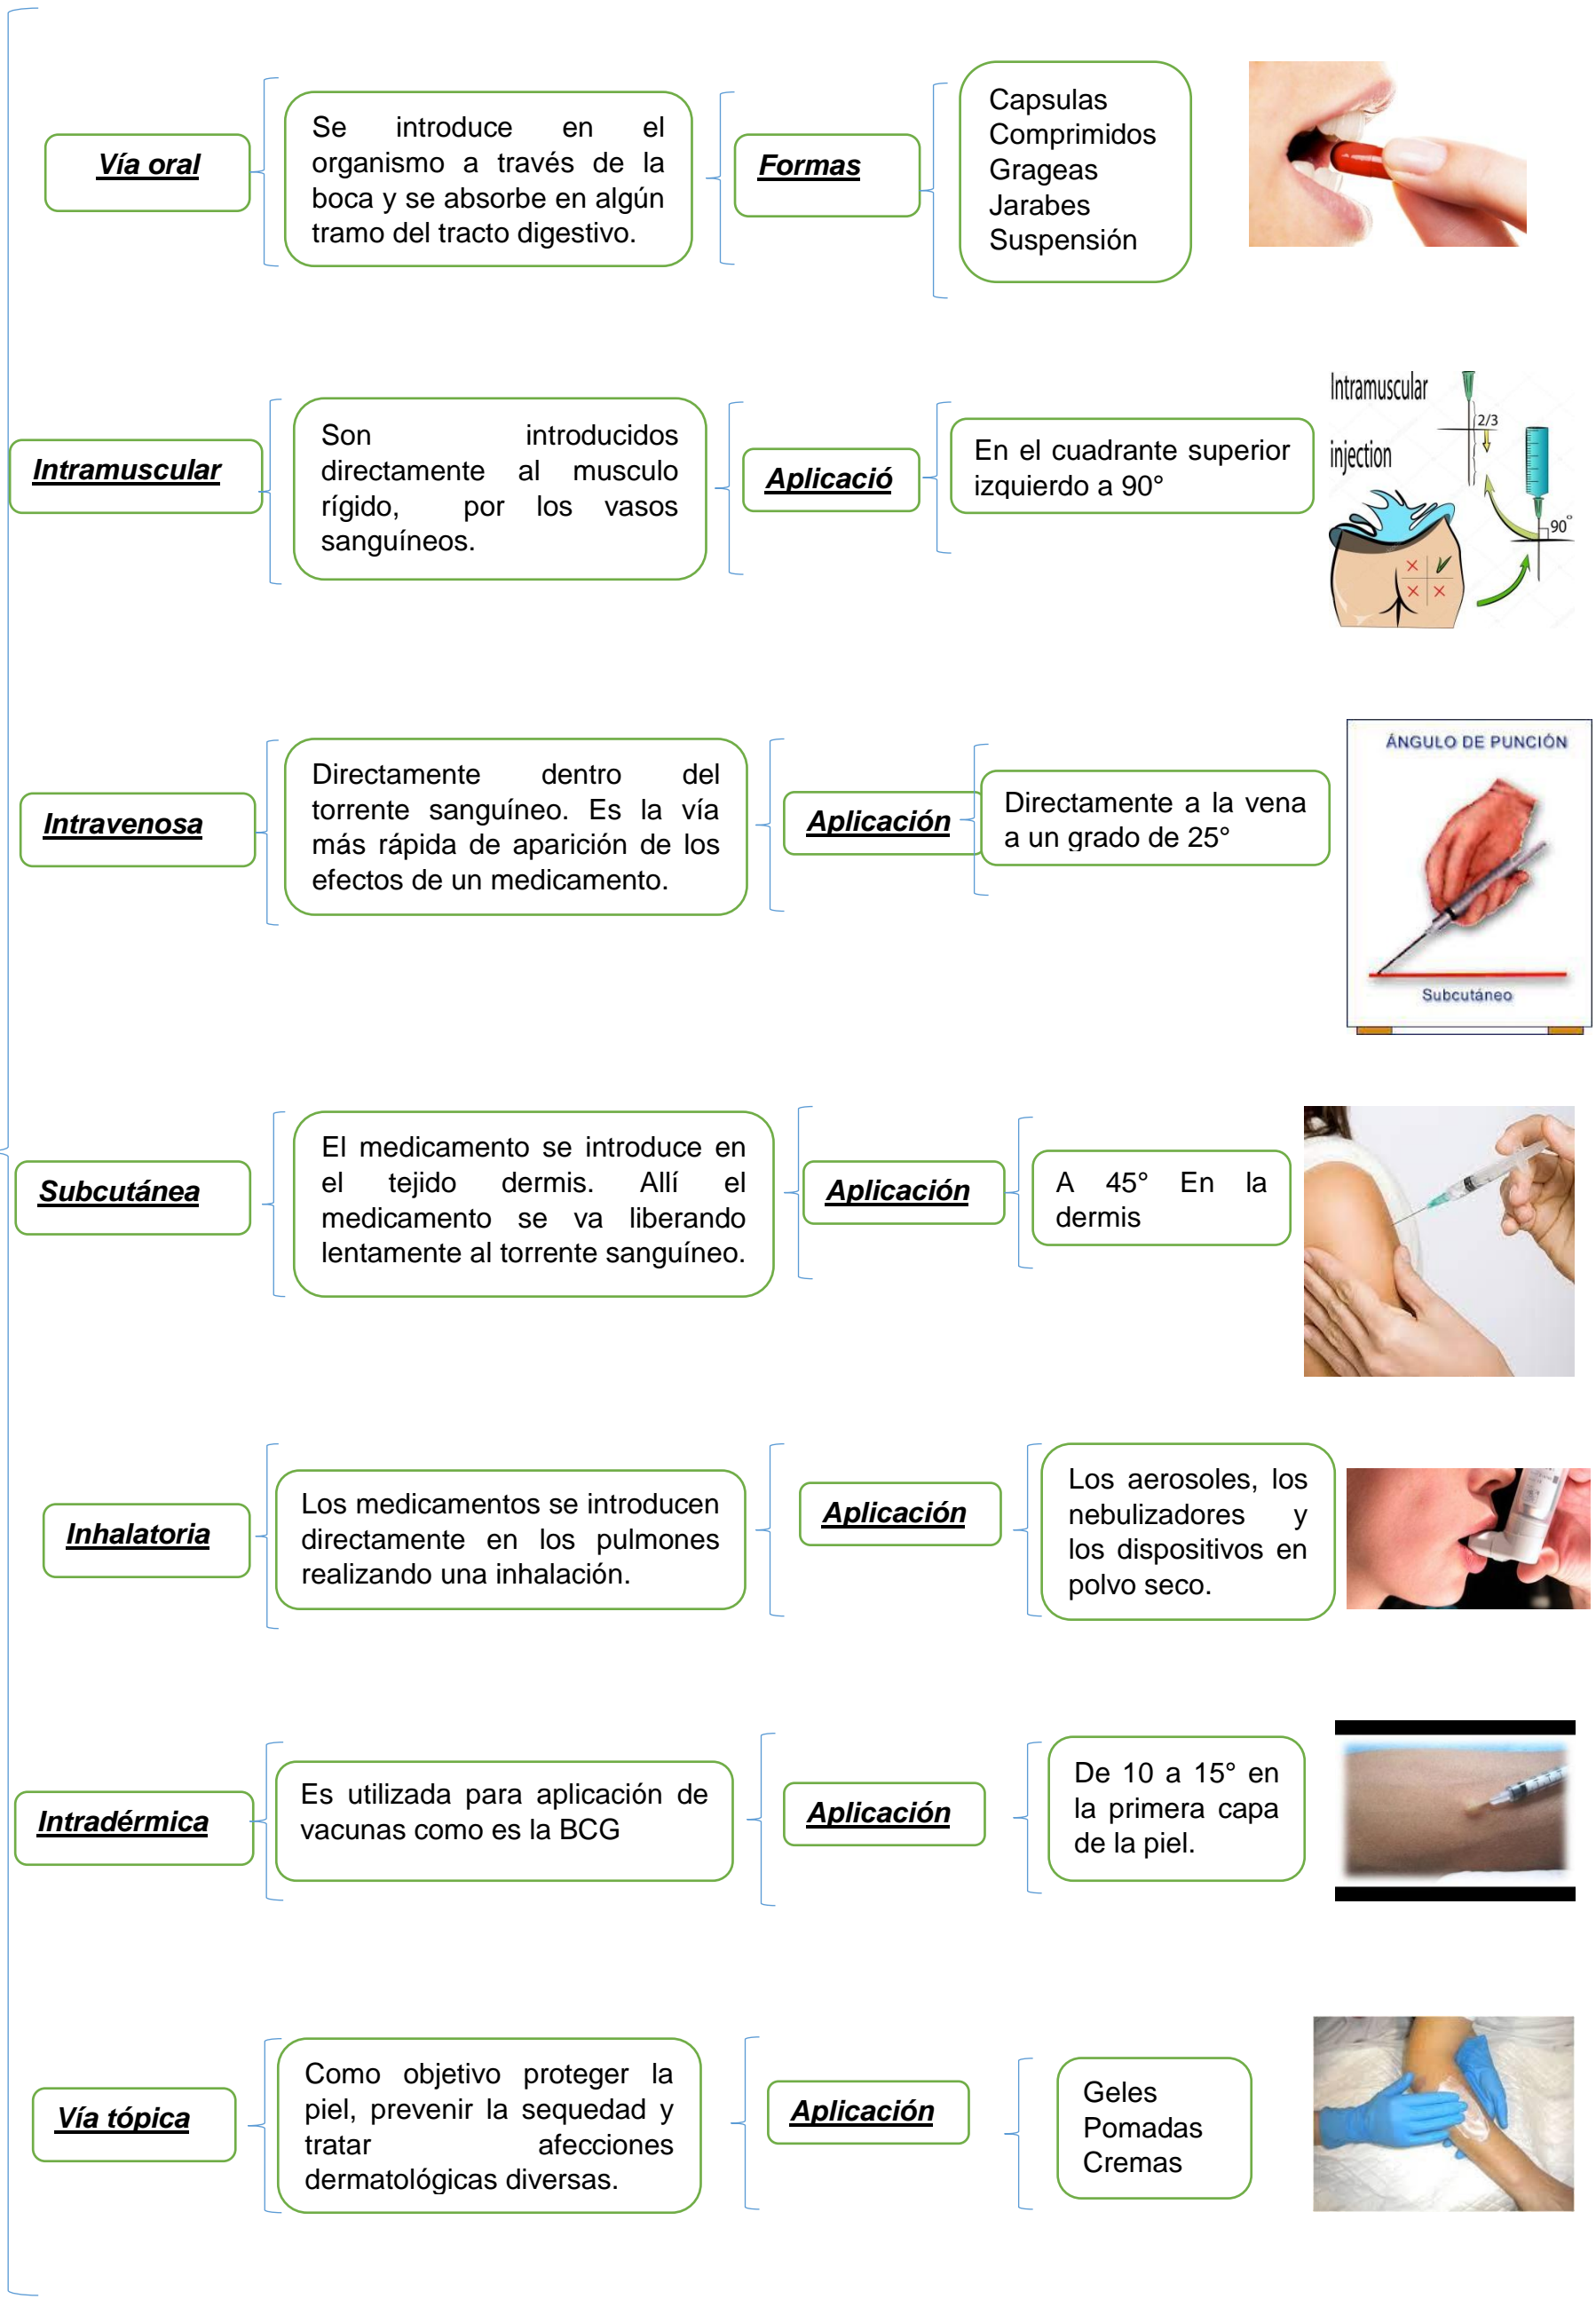 Vía oral
Se introduce en el
organismo a través de la
boca y se absorbe en algún
tramo del tracto digestivo.
Formas
Capsulas
Comprimidos
Grageas
Jarabes
Suspensión
Intramuscular
Son introducidos
directamente al musculo
rígido, por los vasos
sanguíneos.
Aplicació
En el cuadrante superior
izquierdo a 90°
Intramuscular
injection
2/3
90°
Intravenosa
Directamente dentro del
torrente sanguíneo. Es la vía
más rápida de aparición de los
efectos de un medicamento.
Aplicación
Directamente a la vena
a un grado de 25°
ÁNGULO DE PUNCIÓN
Subcutáneo
Subcutánea
El medicamento se introduce en
el tejido dermis. Allí el
medicamento se va liberando
lentamente al torrente sanguíneo.
Aplicación
A 45° En la
dermis
Inhalatoria
Los medicamentos se introducen
directamente en los pulmones
realizando una inhalación.
Aplicación
Los aerosoles, los
nebulizadores y
los dispositivos en
polvo seco.
Intradérmica
Es utilizada para aplicación de
vacunas como es la BCG
Aplicación
De 10 a 15° en
la primera capa
de la piel.
Vía tópica
Como objetivo proteger la
piel, prevenir la sequedad y
tratar afecciones
dermatológicas diversas.
Aplicación
Geles
Pomadas
Cremas